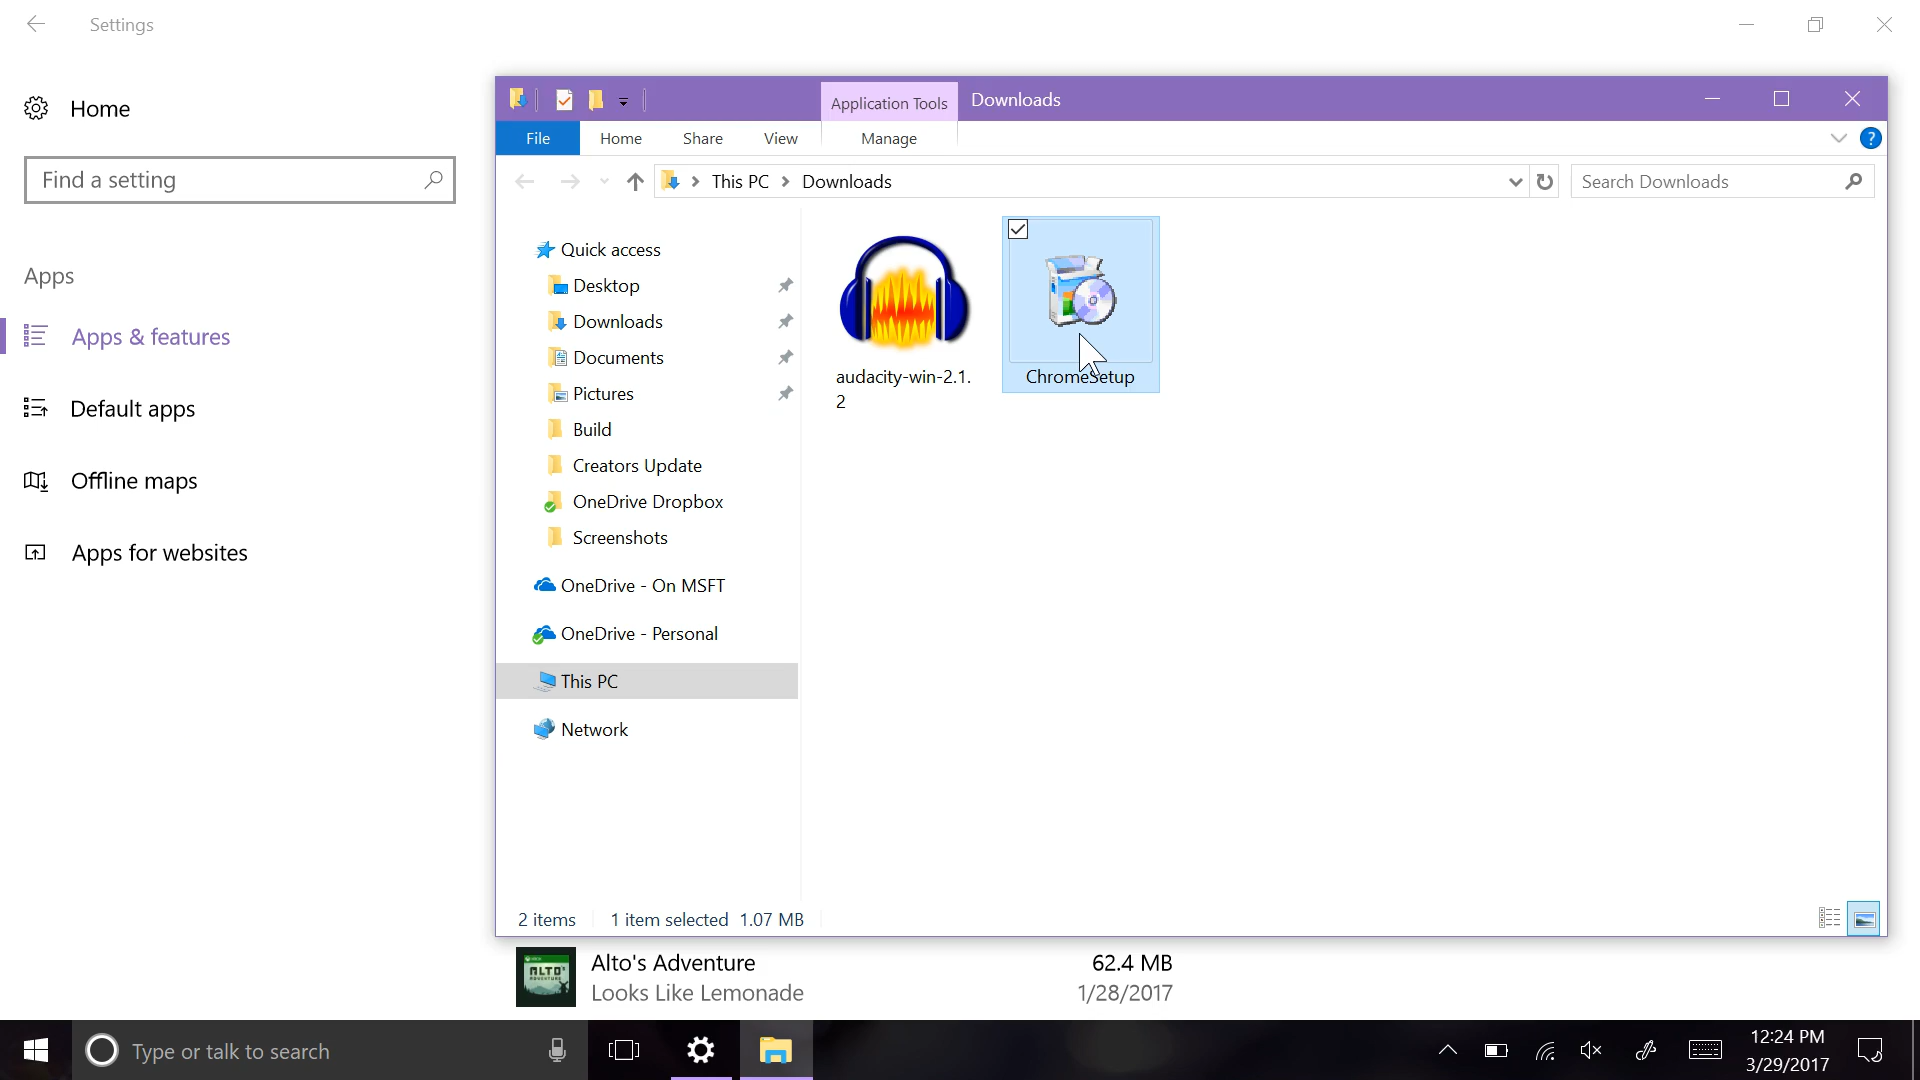 Settings
Home
Find a setting
Apps
Apps & features
Default apps
Offline maps
Apps for websites
Application Tools
Downloads
File
Home
Share
View
Manage
?
This PC
Downloads
Search Downloads
Quick access
Desktop
Downloads
Documents
Pictures
Build
Creators Update
OneDrive Dropbox
Screenshots
OneDrive - On MSFT
OneDrive - Personal
This PC
Network
audacity-win-2.1.
2
ChromeSetup
2 items
1 item selected 1.07 MB
ALTO'S
ADVENTURE
Alto's Adventure
62.4 MB
Looks Like Lemonade
1/28/2017
Type or talk to search
12:24 PM
3/29/2017